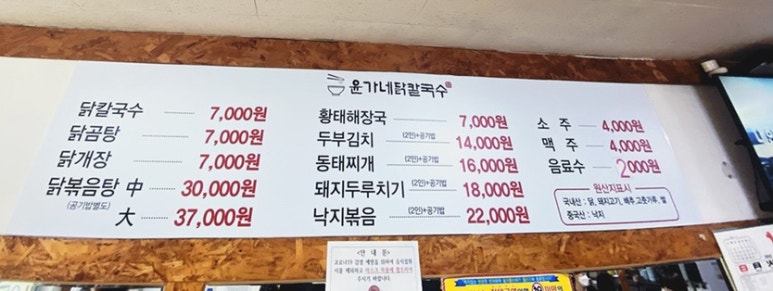 윤가네닭칼국수
닭칼국수 7,000원
닭곰탕 7,000원
닭개장 7,000원
닭볶음탕 中 30,000원
(공기밥별도)
大 37,000원
황태해장국 7,000원
두부김치 (2인)+공기밥 14,000원
동태찌개 (2인)+공기밥 16,000원
돼지두루치기 (2인)+공기밥 18,000원
낙지볶음 (2인)+공기밥 22,000원
소 주 4,000원
맥 주 4,000원
음료수 2,000원
원산지표시
국내산 : 닭, 돼지고기, 배추 고춧가루, 쌀
중국산 : 낙지
안 내 문
주시기 바랍니다.